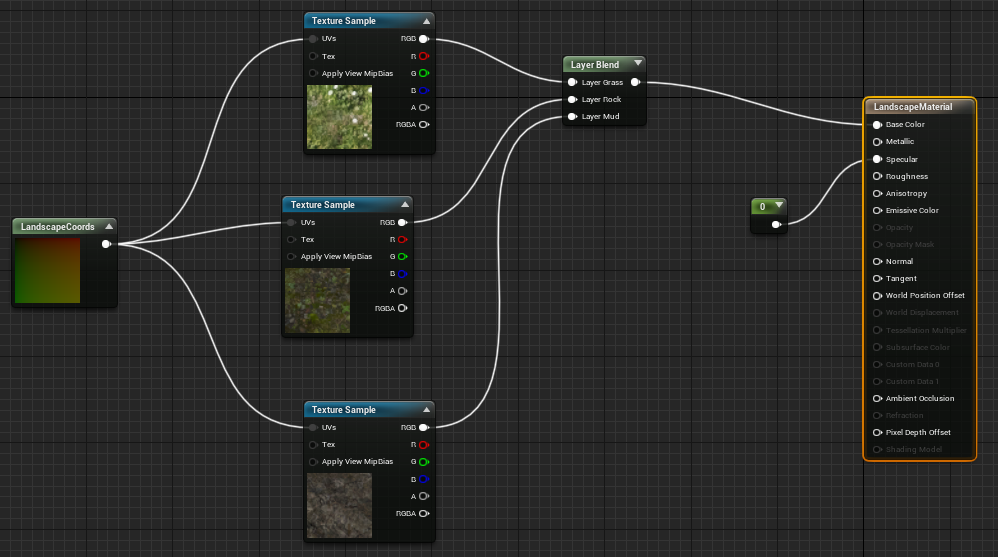 Texture Sample
UVs
RGB
Tex
R
Apply View MipBias
G
B
A
RGBA
Layer Blend
Layer Grass
Layer Rock
Layer Mud
LandscapeMaterial
Base Color
Metallic
Specular
Roughness
Anisotropy
Emissive Color
Opacity
Opacity Mask
Normal
Tangent
World Position Offset
World Displacement
Tessellation Multiplier
Subsurface Color
Custom Data 0
Custom Data 1
Ambient Occlusion
Refraction
Pixel Depth Offset
Shading Model
0
Texture Sample
UVs
RGB
Tex
R
Apply View MipBias
G
B
A
RGBA
LandscapeCoords
Texture Sample
UVs
RGB
Tex
R
Apply View MipBias
G
B
A
RGBA